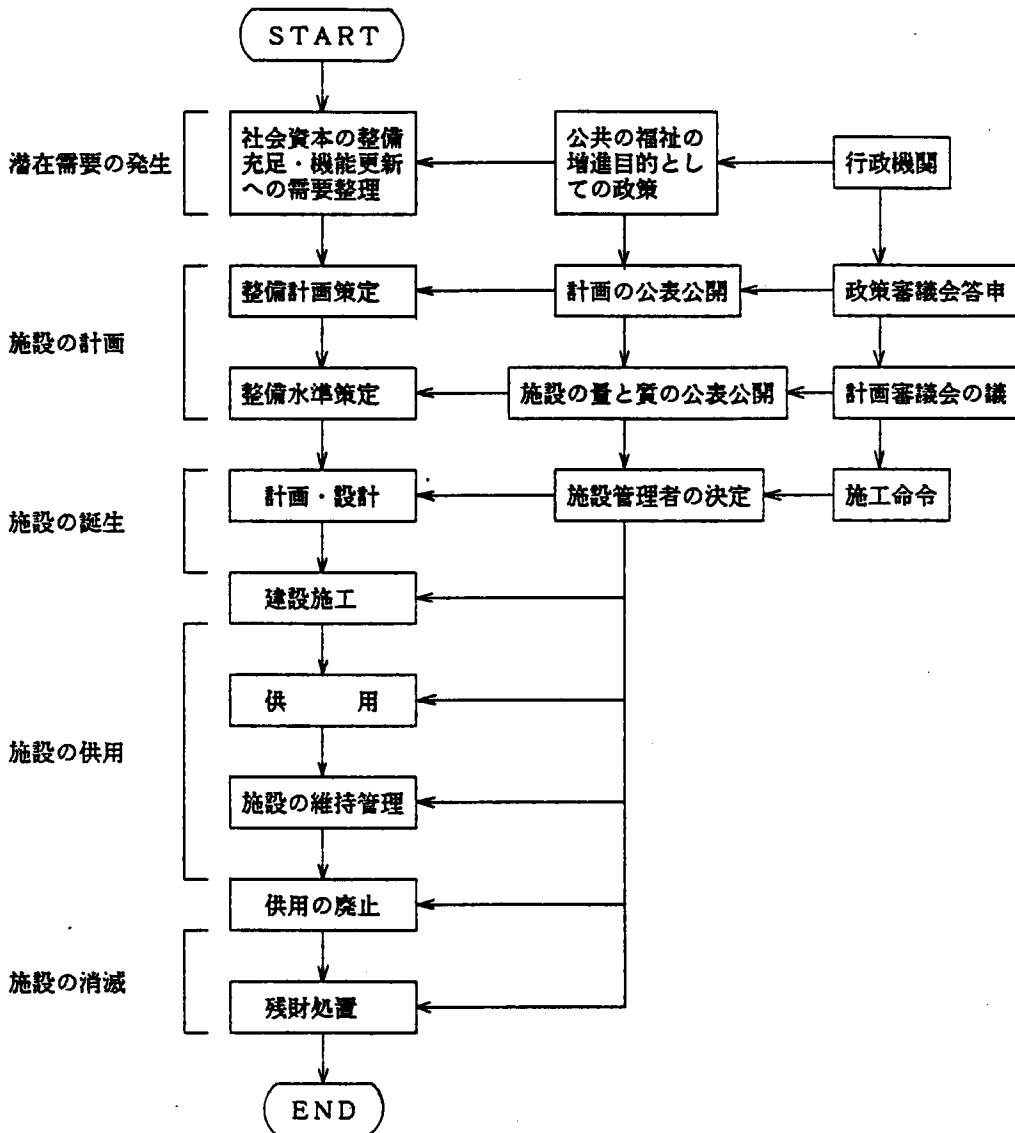 START
潜在需要の発生
社会資本の整備
充足・機能更新
への需要整理
公共の福祉の
増進目的とし
ての政策
行政機関
施設の計画
整備計画策定
計画の公表公開
政策審議会答申
整備水準策定
施設の量と質の公表公開
計画審議会の議
施設の誕生
計画・設計
施設管理者の決定
施工命令
建設施工
施設の供用
供用
施設の維持管理
供用の廃止
施設の消滅
残財処置
END